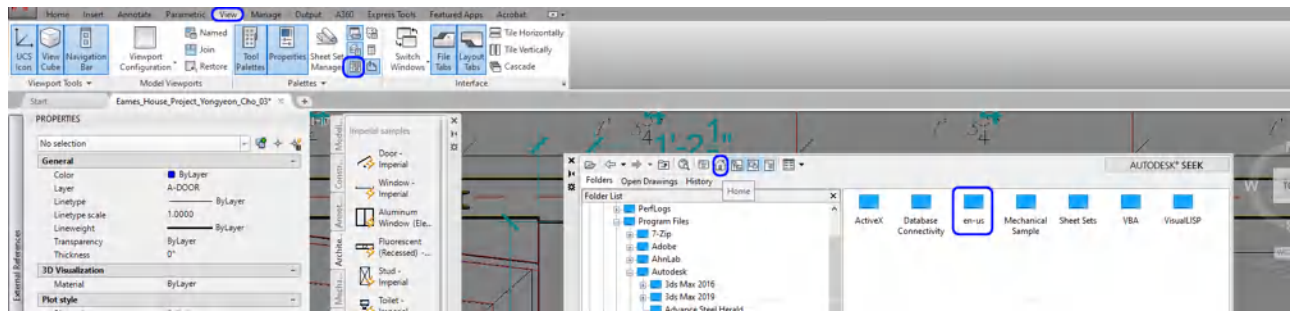 Home Insert Annotate Parametric View Manage Output A360 Express Tools Featured Apps Acrobat
UCS Icon
View Cube
Navigation Bar
Viewport Tools
Viewport Configuration
Named
Join
Restore
Model Viewports
Tool Palettes
Properties
Sheet Set Manager
Palettes
Switch Windows
File Tabs
Layout Tabs
Tile Horizontally
Tile Vertically
Cascade
Interface
Start
Eames_House_Project_Yongyeon_Cho_03*
PROPERTIES
No selection
General
Color ByLayer
Layer A-DOOR
Linetype ByLayer
Linetype scale 1.0000
Lineweight ByLayer
Transparency ByLayer
Thickness 0"
3D Visualization
Material ByLayer
Plot style
External References
Imperial samples
Door - Imperial
Window - Imperial
Aluminum Window (Ele...
Fluorescent (Recessed) -...
Stud - Imperial
Toilet - Imperial
Modeli...
Constr...
Annot...
Archite...
Mecha...
1'-2 1"
Folders Open Drawings History
Home
Folder List
PerfLogs
Program Files
7-Zip
Adobe
AhnLab
Autodesk
3ds Max 2016
3ds Max 2019
Advance Steel Herald
AUTODESK® SEEK
ActiveX
Database Connectivity
en-us
Mechanical Sample
Sheet Sets
VBA
VisualLISP
W